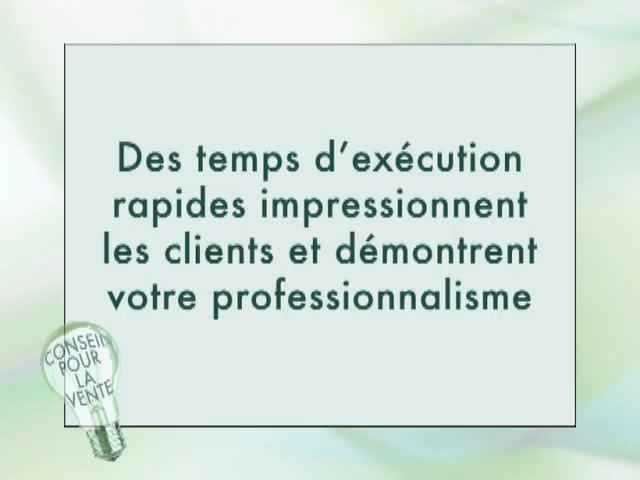 Des temps d’exécution
rapides impressionnent
les clients et démontrent
votre professionnalisme
CONSEIL
POUR
LA
VENTE